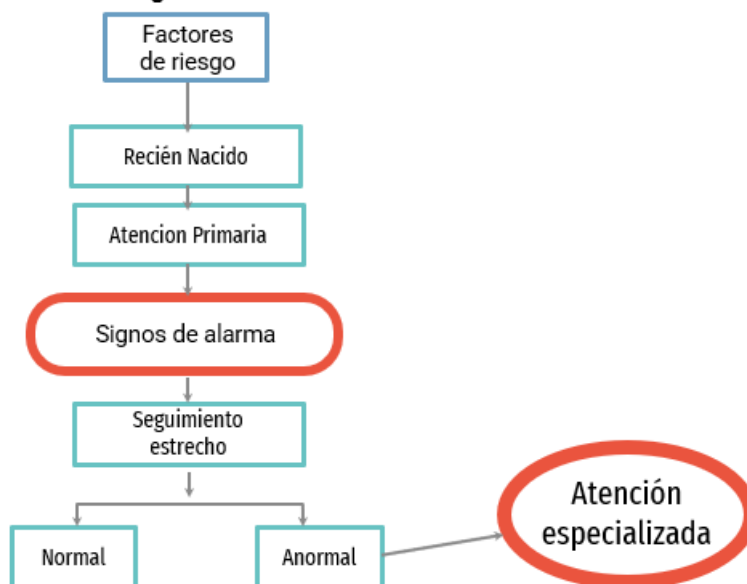 Factores
de riesgo
Recién Nacido
Atencion Primaria
Signos de alarma
Seguimiento
estrecho
Atención
especializada
Normal
Anormal